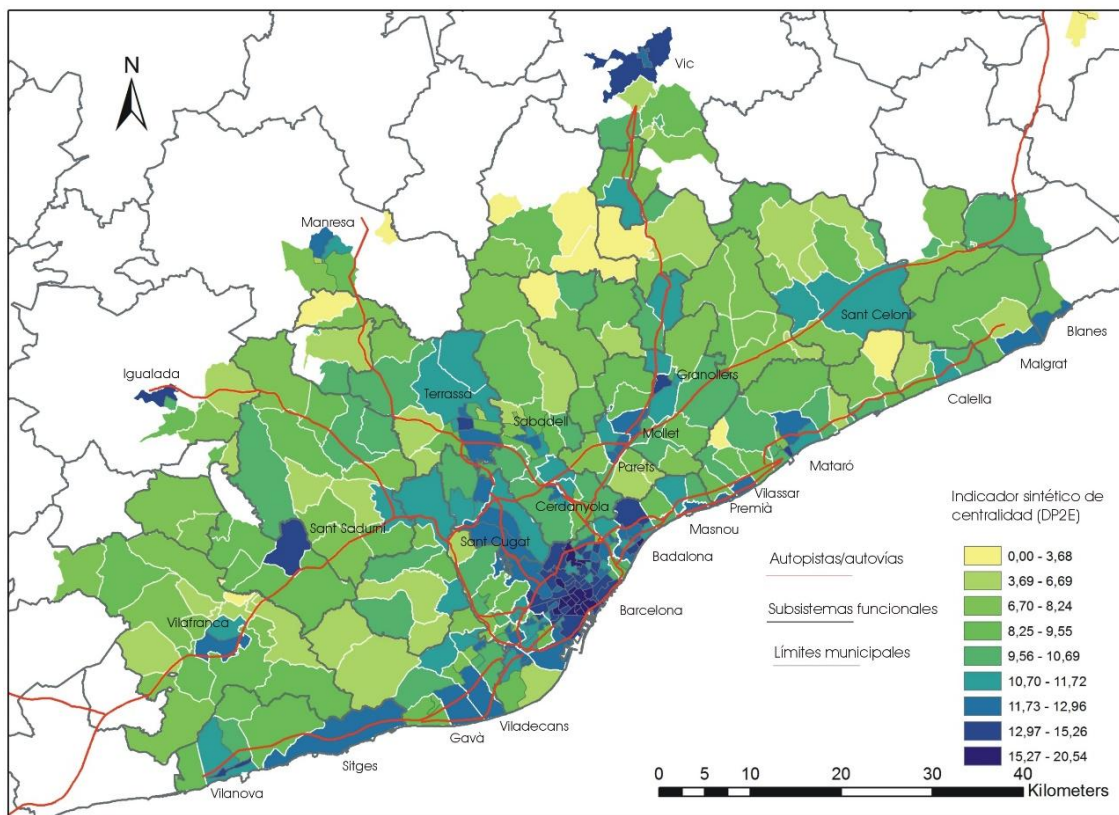 N
Vic
Manresa
Sant Celoni
Blanes
Malgrat
Igualada
Granollers
Terrassa
Calella
Sabadell
Mollet
Mataró
Parets
Vilassar
Premià
Cerdanyola
Masnou
Sant Sadurní
Sant Cugat
Badalona
Barcelona
Vilafranca
Viladecans
Gavà
Sitges
Vilanova
Autopistas/autovías
Subsistemas funcionales
Límites municipales
Indicador sintético de
centralidad (DP2E)
0,00 - 3,68
3,69 - 6,69
6,70 - 8,24
8,25 - 9,55
9,56 - 10,69
10,70 - 11,72
11,73 - 12,96
12,97 - 15,26
15,27 - 20,54
0 5 10 20 30 40
Kilometers